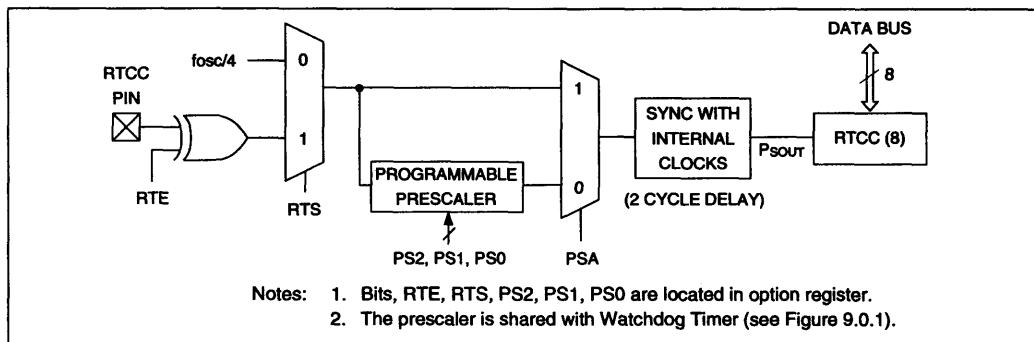 DATA BUS
8
fosc/4
0
RTCC
PIN
1
RTE
RTS
PROGRAMMABLE
PRESCALER
PS2, PS1, PS0
1
0
PSA
SYNC WITH
INTERNAL
CLOCKS
(2 CYCLE DELAY)
PSOUT
RTCC (8)
Notes: 1. Bits, RTE, RTS, PS2, PS1, PS0 are located in option register.
2. The prescaler is shared with Watchdog Timer (see Figure 9.0.1).